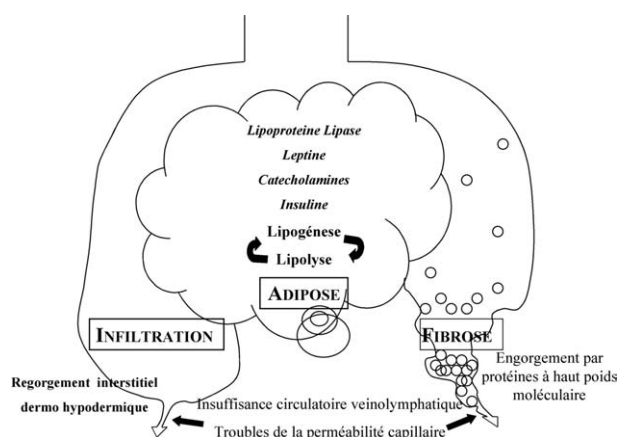 Lipoproteine Lipase
Leptine
Catecholamines
Insuline
Lipogénese
Lipolyse
ADIPOSE
INFILTRATION
FIBROSE
Regorgement interstitiel
dermo hypodermique
Engorgement par
protéines à haut poids
moléculaire
Insuffisance circulatoire veinolymphatique
Troubles de la perméabilité capillaire